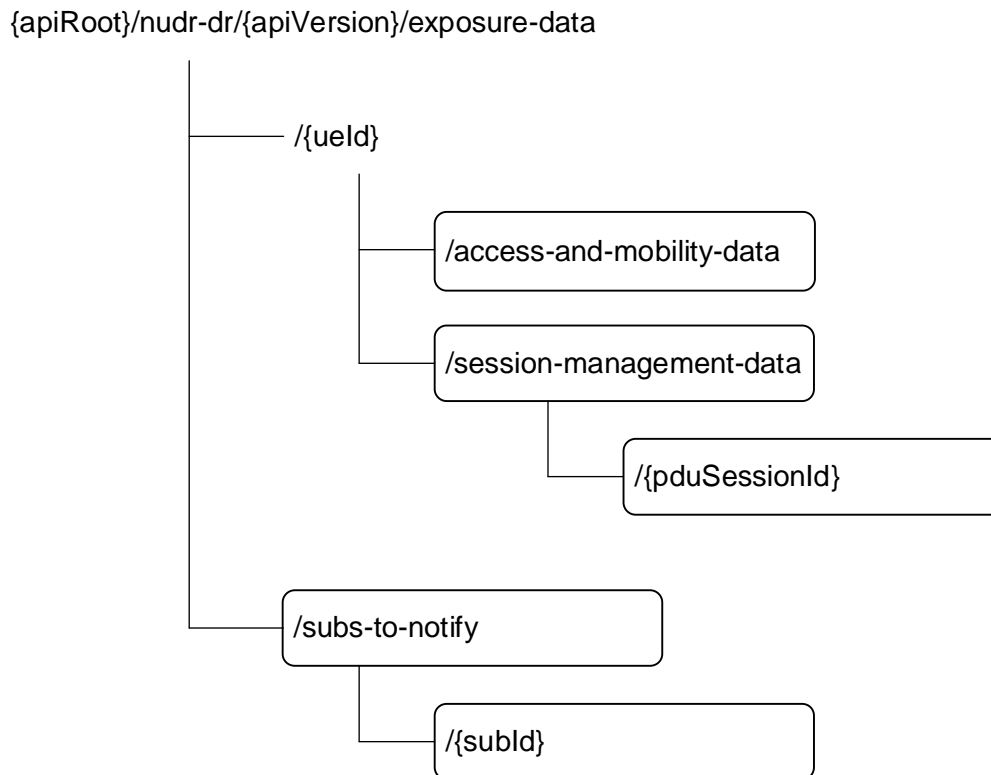 {apiRoot}/nudr-dr/{apiVersion}/exposure-data
/{ueId}
/access-and-mobility-data
/session-management-data
/{pduSessionId}
/subs-to-notify
/{subId}